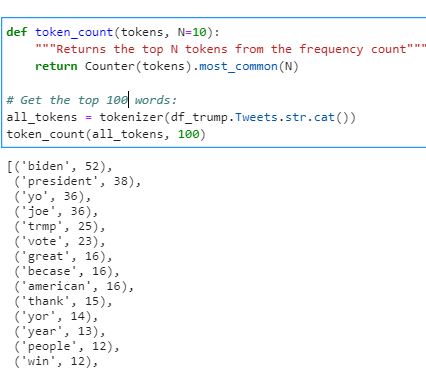 def token_count(tokens, N=10):
    """Returns the top N tokens from the frequency count"""
    return Counter(tokens).most_common(N)

# Get the top 100 words:
all_tokens = tokenizer(df_trump.Tweets.str.cat())
token_count(all_tokens, 100)

[('biden', 52),
 ('president', 38),
 ('yo', 36),
 ('joe', 36),
 ('trmp', 25),
 ('vote', 23),
 ('great', 16),
 ('becase', 16),
 ('american', 16),
 ('thank', 15),
 ('yor', 14),
 ('year', 13),
 ('people', 12),
 ('win', 12),